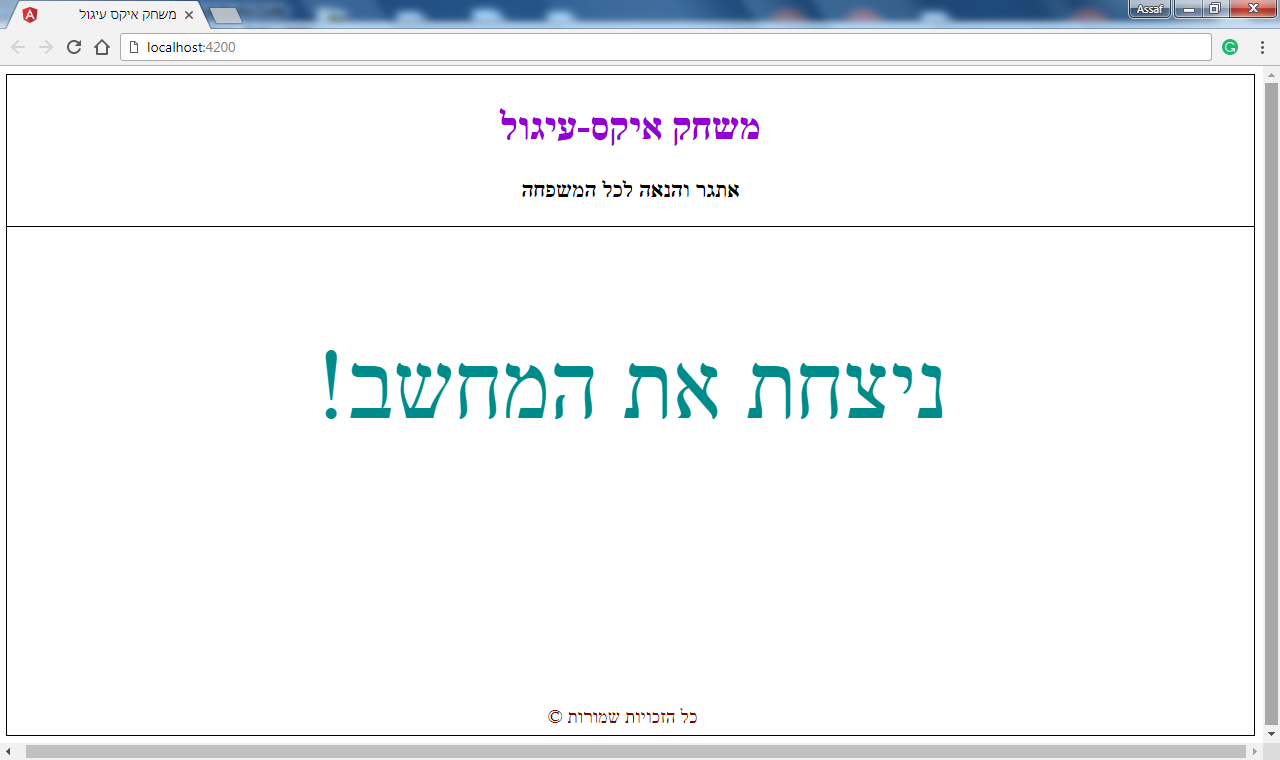 משחק איקס עיגול
Assaf
localhost:4200
משחק איקס-עיגול
אתגר והנאה לכל המשפחה
ניצחת את המחשב!
כל הזכויות שמורות ©